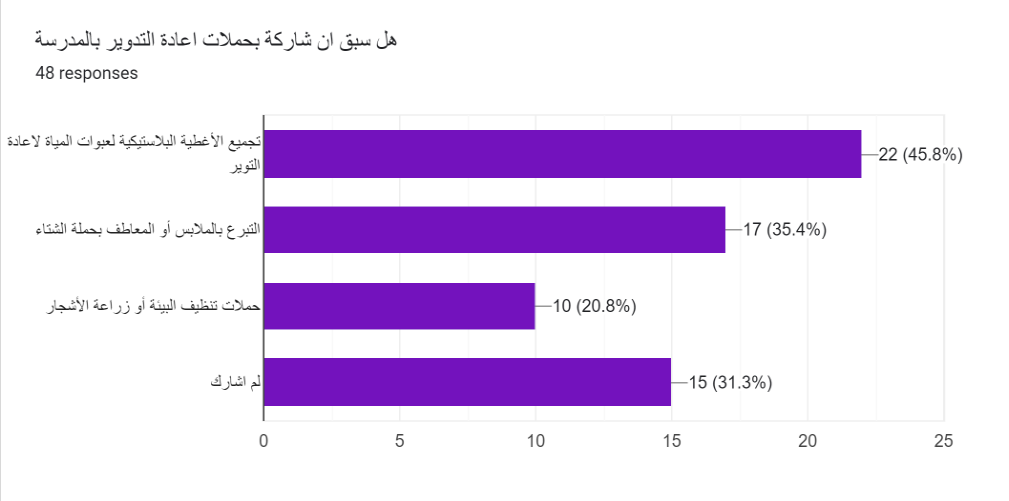 هل سبق ان شاركة بحملات اعادة التدوير بالمدرسة
48 responses
تجميع الأغطية البلاستيكية لعبوات المياة لاعادة
التوير
22 (45.8%)
التبرع بالملابس أو المعاطف بحملة الشتاء
17 (35.4%)
حملات تنظيف البيئة أو زراعة الأشجار
10 (20.8%)
لم اشارك
15 (31.3%)
0 5 10 15 20 25